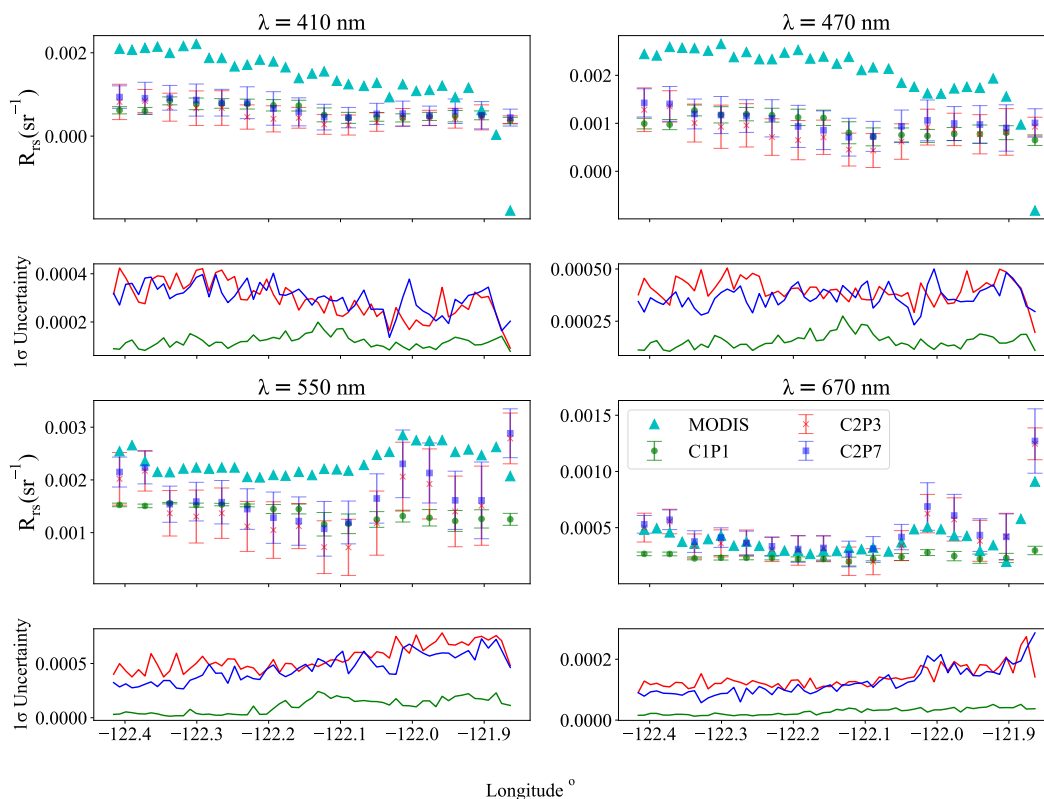 λ = 410 nm
λ = 470 nm
R_rs(sr⁻¹)
0.002
0.001
0.000
0.002
0.001
0.000
1σ Uncertainty
0.0004
0.0002
0.00050
0.00025
λ = 550 nm
λ = 670 nm
R_rs(sr⁻¹)
0.003
0.002
0.001
0.0015
0.0010
0.0005
MODIS
C1P1
C2P3
C2P7
1σ Uncertainty
0.0005
0.0000
0.0002
0.0000
−122.4 −122.3 −122.2 −122.1 −122.0 −121.9
−122.4 −122.3 −122.2 −122.1 −122.0 −121.9
Longitude °